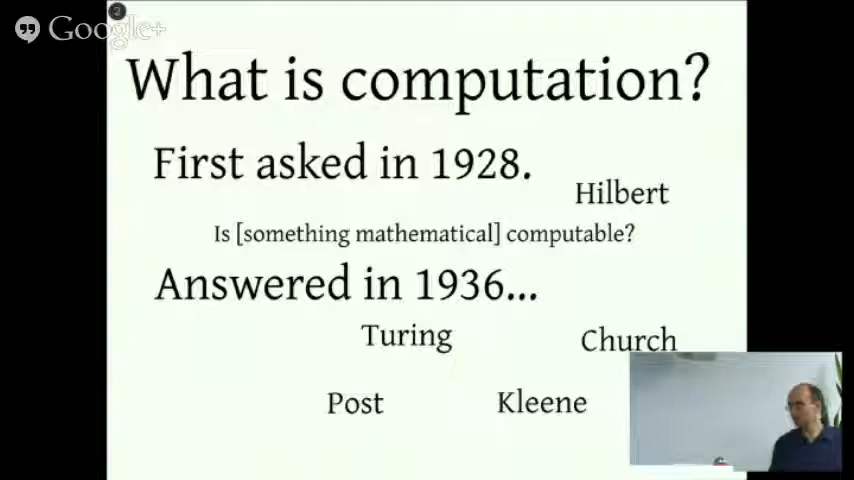 2
Google+
What is computation?
First asked in 1928.
Hilbert
Is [something mathematical] computable?
Answered in 1936...
Turing
Church
Post
Kleene